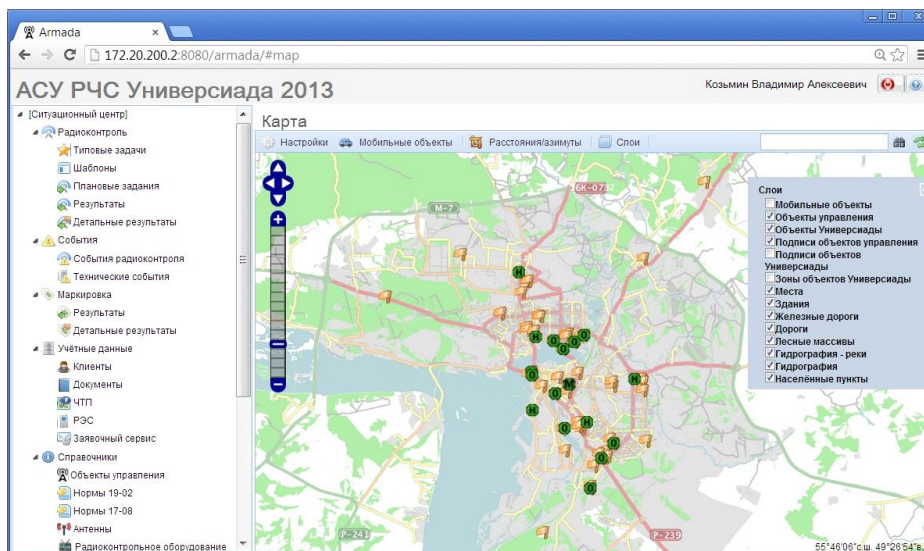 Armada
172.20.200.2:8080/armada/#map
АСУ РЧС Универсиада 2013
Козьмин Владимир Алексеевич
[Ситуационный центр]
Радиоконтроль
Типовые задачи
Шаблоны
Плановые задания
Результаты
Детальные результаты
События
События радиоконтроля
Технические события
Маркировка
Результаты
Детальные результаты
Учётные данные
Клиенты
Документы
ЧТП
РЭС
Заявочный сервис
Справочники
Объекты управления
Нормы 19-02
Нормы 17-08
Антенны
Радиоконтрольное оборудование
Карта
Настройки Мобильные объекты Расстояния/азимуты Слои
16К-0732
М-7
Слои
Мобильные объекты
Объекты управления
Объекты Универсиады
Подписи объектов управления
Подписи объектов
Универсиады
Зоны объектов Универсиады
Места
Здания
Железные дороги
Дороги
Лесные массивы
Гидрография - реки
Гидрография
Населённые пункты
Н
Н О О О
О О
О М Н
О
Н О Н
О
О
О
Р-241
Р-239
55°46'06"с.ш. 49°26'54"в